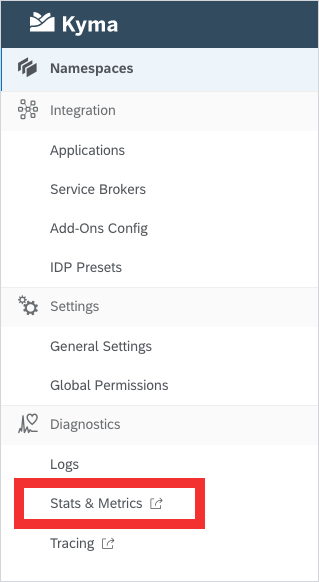 Kyma
Namespaces
Integration
Applications
Service Brokers
Add-Ons Config
IDP Presets
Settings
General Settings
Global Permissions
Diagnostics
Logs
Stats & Metrics
Tracing